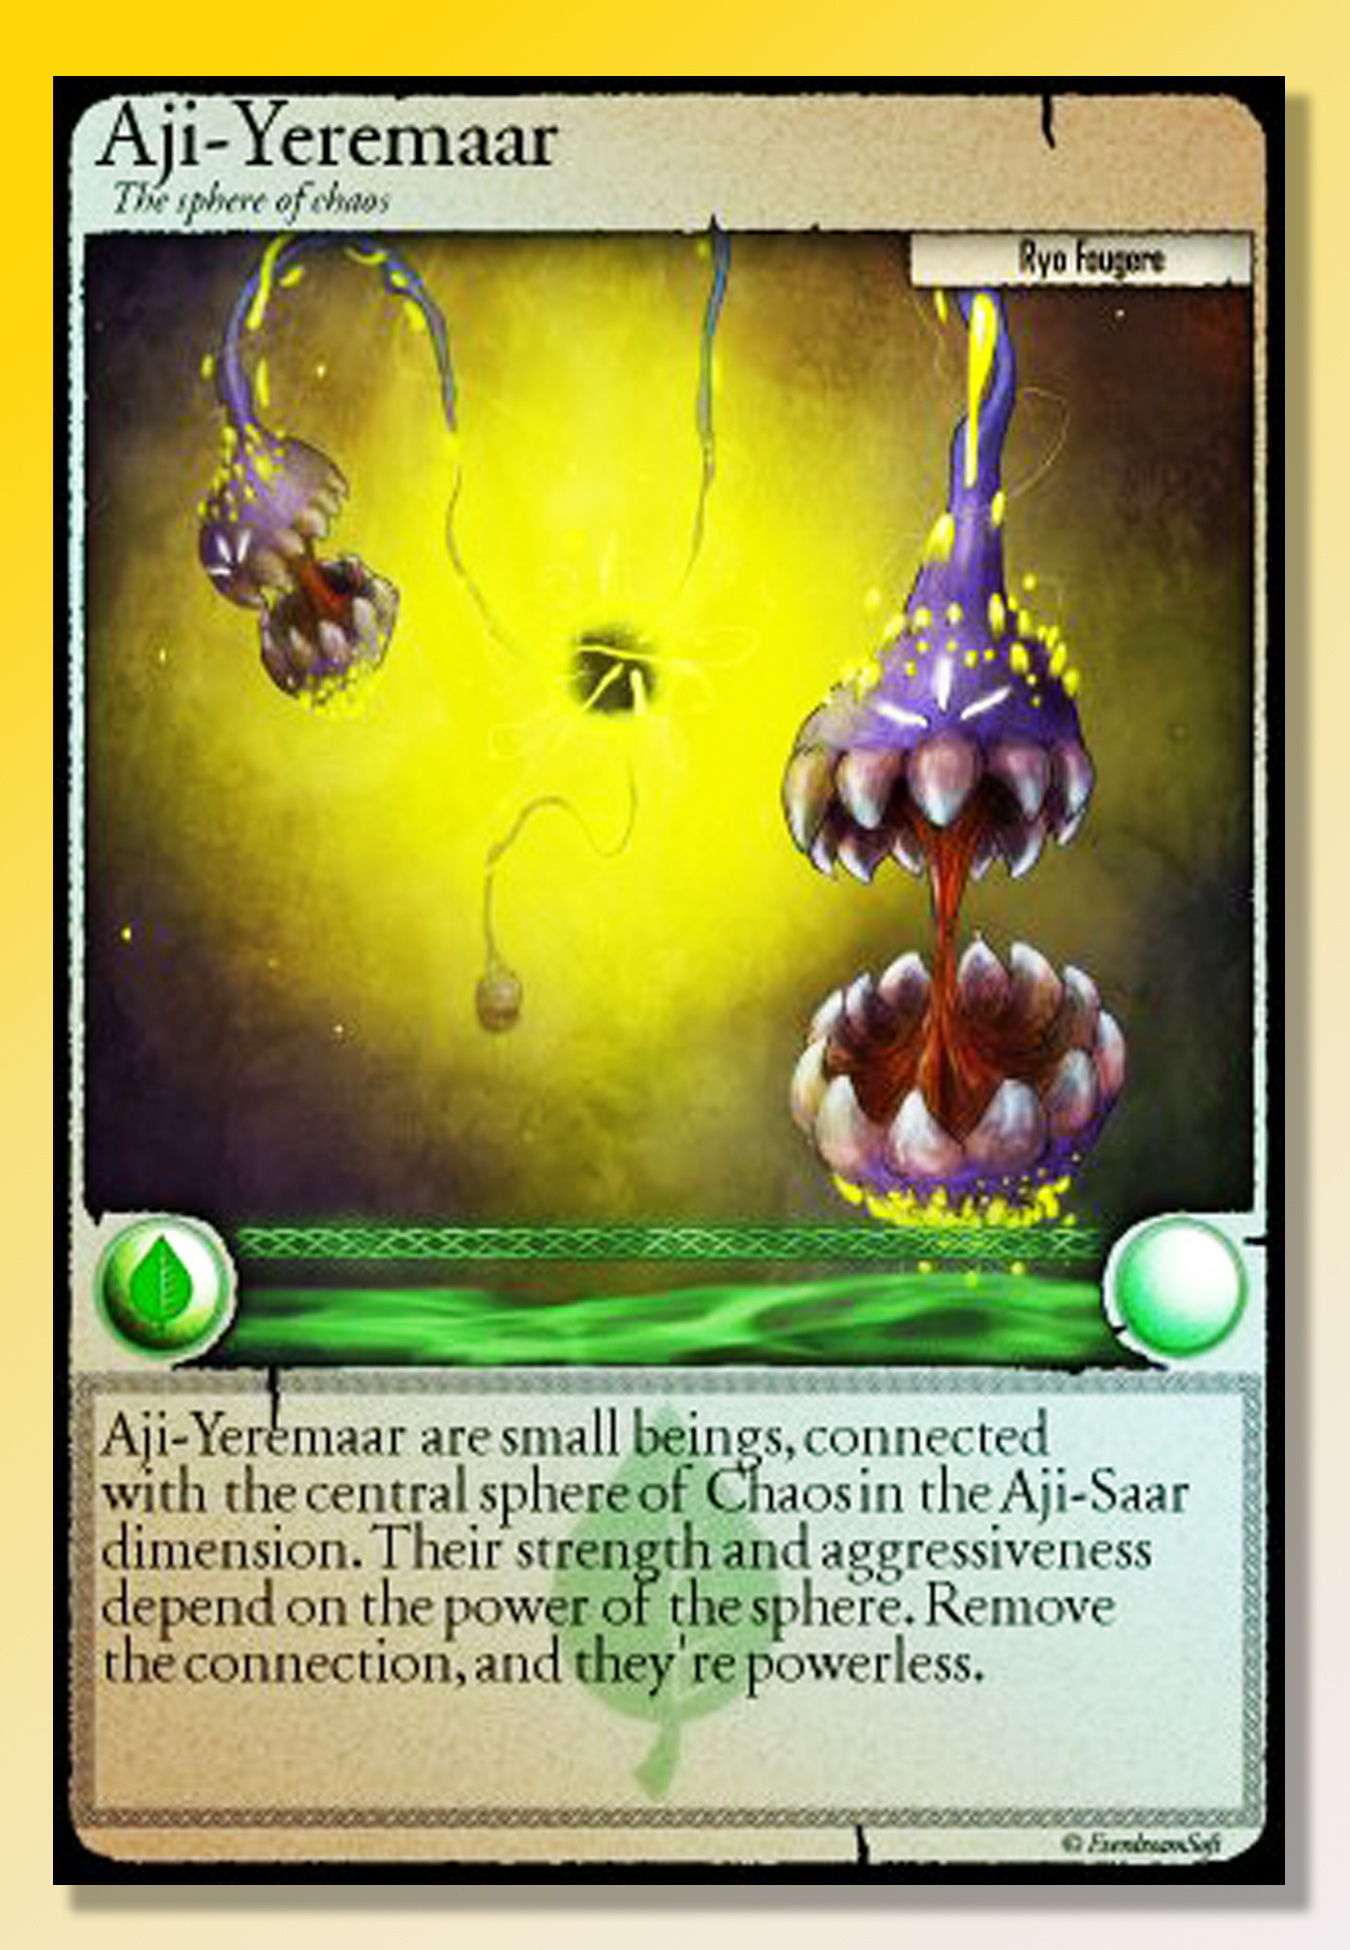 Aji-Yeremaar
The sphere of chaos
Ryo Fougere
Aji-Yeremaar are small beings, connected
with the central sphere of Chaos in the Aji-Saar
dimension. Their strength and aggressiveness
depend on the power of the sphere. Remove
the connection, and they're powerless.
© EverdreamSoft